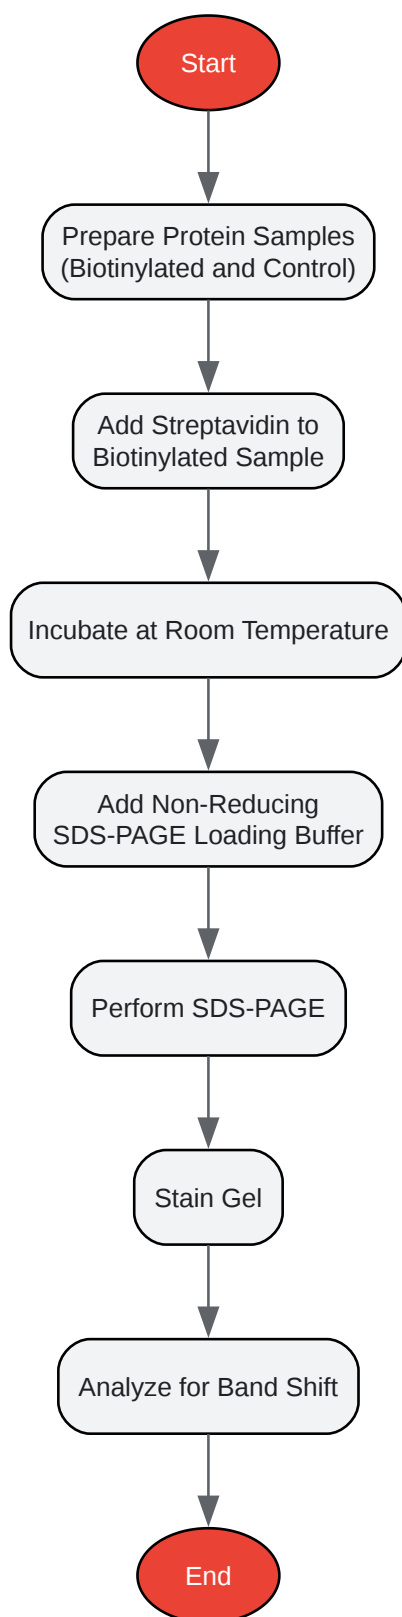 Start
Prepare Protein Samples
(Biotinylated and Control)
Add Streptavidin to
Biotinylated Sample
Incubate at Room Temperature
Add Non-Reducing
SDS-PAGE Loading Buffer
Perform SDS-PAGE
Stain Gel
Analyze for Band Shift
End